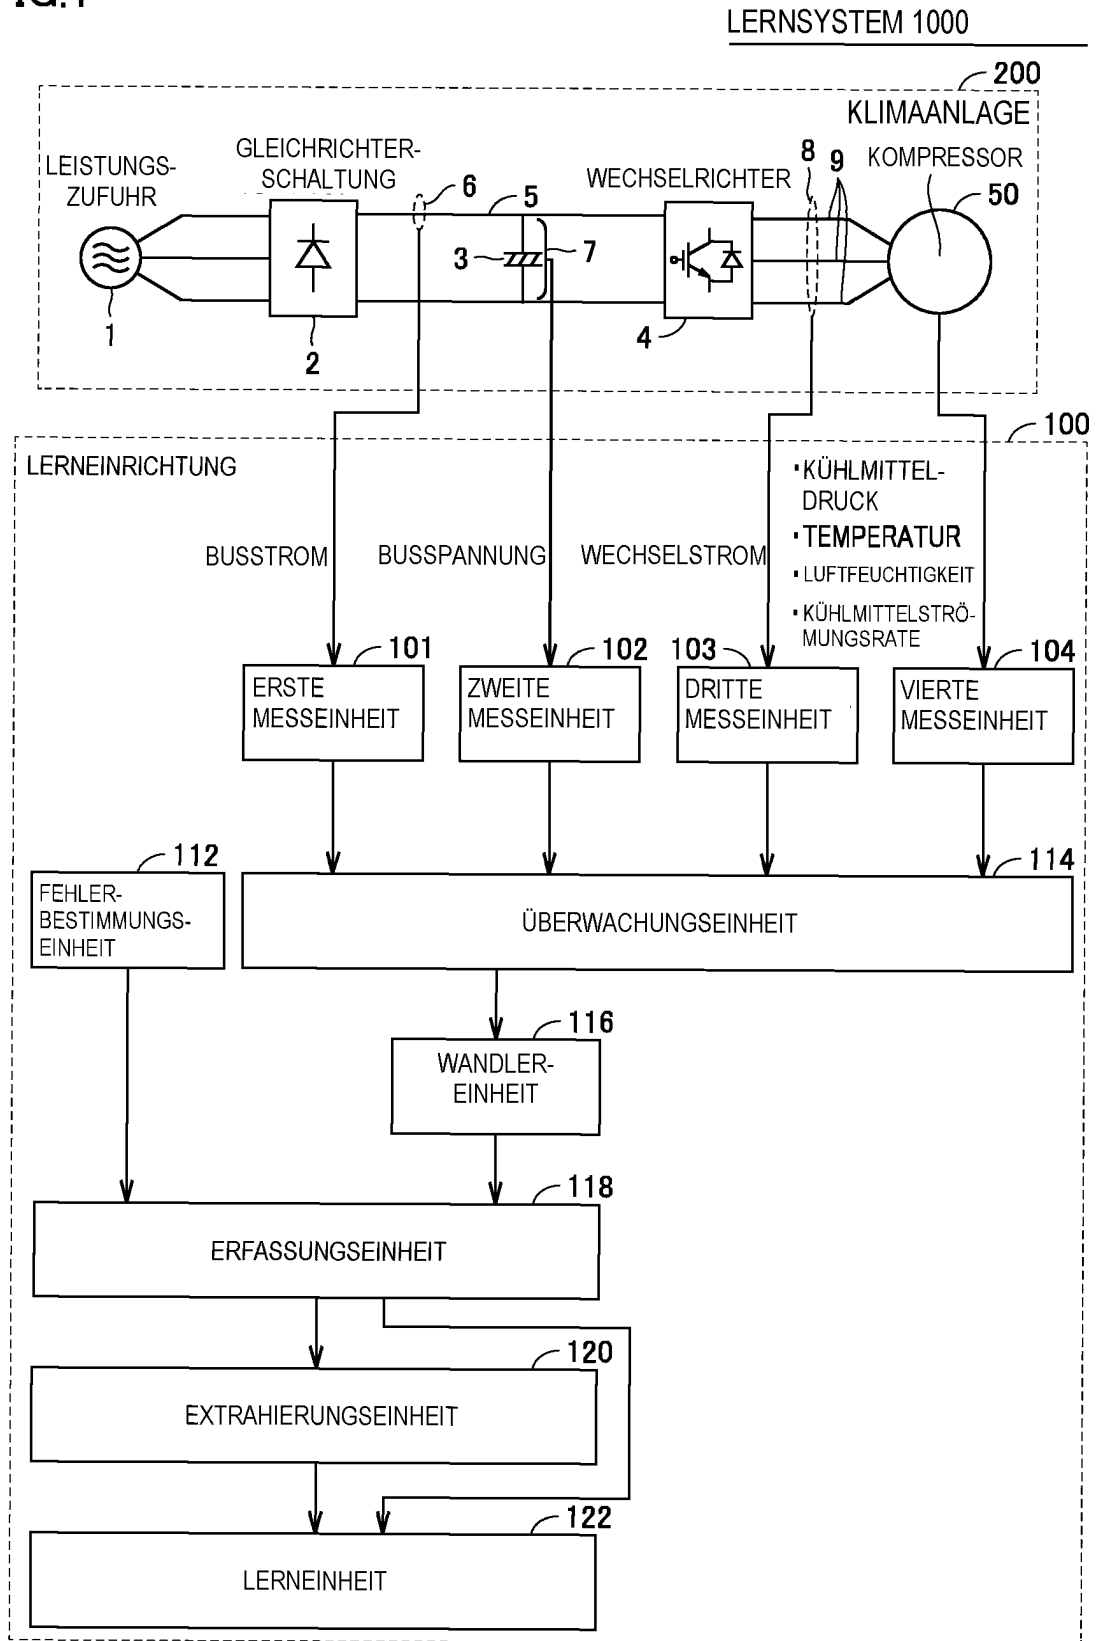 FIG.1
LERNSYSTEM 1000
200
KLIMAANLAGE
LEISTUNGS-
ZUFUHR
GLEICHRICHTER-
SCHALTUNG
6
5
WECHSELRICHTER
8
9
KOMPRESSOR
50
3
7
1
2
4
100
LERNEINRICHTUNG
BUSSTROM
BUSSPANNUNG
WECHSELSTROM
▪ KÜHLMITTEL-
DRUCK
▪ TEMPERATUR
▪ LUFTFEUCHTIGKEIT
▪ KÜHLMITTELSTRÖ-
MUNGSRATE
101
ERSTE
MESSEINHEIT
102
ZWEITE
MESSEINHEIT
103
DRITTE
MESSEINHEIT
104
VIERTE
MESSEINHEIT
112
FEHLER-
BESTIMMUNGS-
EINHEIT
114
ÜBERWACHUNGSEINHEIT
116
WANDLER-
EINHEIT
118
ERFASSUNGSEINHEIT
120
EXTRAHIERUNGSEINHEIT
122
LERNEINHEIT